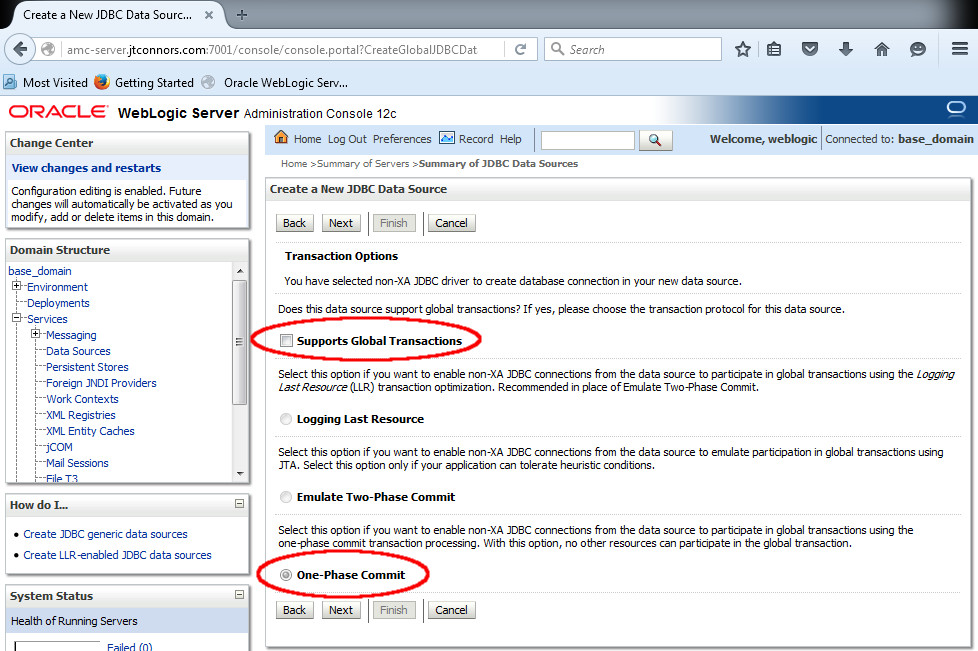 Create a New JDBC Data Sourc...
amc-server.jtconnors.com:7001/console/console.portal?CreateGlobalJDBCDat
Search
Most Visited
Getting Started
Oracle WebLogic Serv...
ORACLE WebLogic Server Administration Console 12c
Change Center
View changes and restarts
Configuration editing is enabled. Future
changes will automatically be activated as you
modify, add or delete items in this domain.
Domain Structure
base_domain
Environment
Deployments
Services
Messaging
Data Sources
Persistent Stores
Foreign JNDI Providers
Work Contexts
XML Registries
XML Entity Caches
jCOM
Mail Sessions
File T3
How do I...
Create JDBC generic data sources
Create LLR-enabled JDBC data sources
System Status
Health of Running Servers
Failed (0)
Home Log Out Preferences Record Help
Welcome, weblogic
Connected to: base_domain
Home >Summary of Servers >Summary of JDBC Data Sources
Create a New JDBC Data Source
Back Next Finish Cancel
Transaction Options
You have selected non-XA JDBC driver to create database connection in your new data source.
Does this data source support global transactions? If yes, please choose the transaction protocol for this data source.
Supports Global Transactions
Select this option if you want to enable non-XA JDBC connections from the data source to participate in global transactions using the Logging
Last Resource (LLR) transaction optimization. Recommended in place of Emulate Two-Phase Commit.
Logging Last Resource
Select this option if you want to enable non-XA JDBC connections from the data source to emulate participation in global transactions using
JTA. Select this option only if your application can tolerate heuristic conditions.
Emulate Two-Phase Commit
Select this option if you want to enable non-XA JDBC connections from the data source to participate in global transactions using the
one-phase commit transaction processing. With this option, no other resources can participate in the global transaction.
One-Phase Commit
Back Next Finish Cancel